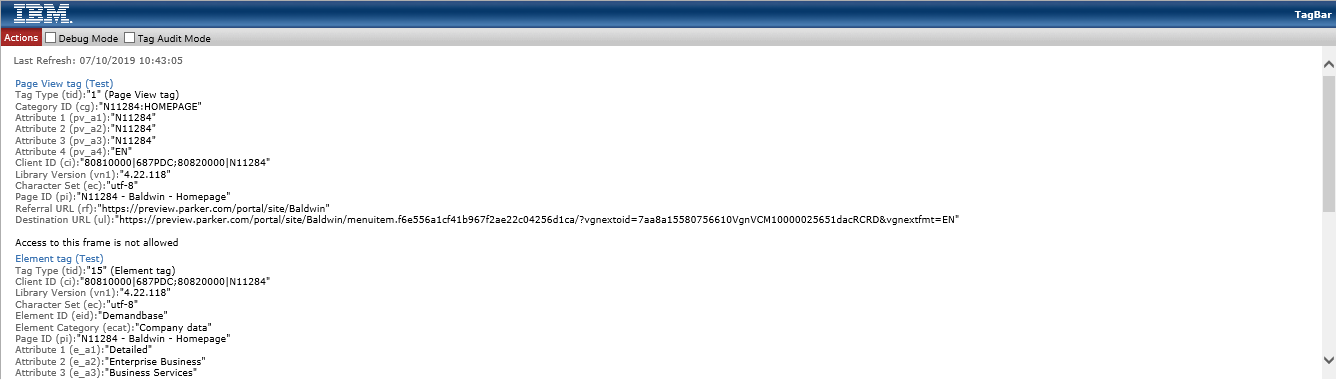 IBM.
TagBar
Actions Debug Mode Tag Audit Mode
Last Refresh: 07/10/2019 10:43:05
Page View tag (Test)
Tag Type (tid):"1" (Page View tag)
Category ID (cg):"N11284:HOMEPAGE"
Attribute 1 (pv_a1):"N11284"
Attribute 2 (pv_a2):"N11284"
Attribute 3 (pv_a3):"N11284"
Attribute 4 (pv_a4):"EN"
Client ID (ci):"80810000|687PDC;80820000|N11284"
Library Version (vn1):"4.22.118"
Character Set (ec):"utf-8"
Page ID (pi):"N11284 - Baldwin - Homepage"
Referral URL (rf):"https://preview.parker.com/portal/site/Baldwin"
Destination URL (ul):"https://preview.parker.com/portal/site/Baldwin/menuitem.f6e556a1cf41b967f2ae22c04256d1ca/?vgnextoid=7aa8a15580756610VgnVCM10000025651dacRCRD&vgnextfmt=EN"
Access to this frame is not allowed
Element tag (Test)
Tag Type (tid):"15" (Element tag)
Client ID (ci):"80810000|687PDC;80820000|N11284"
Library Version (vn1):"4.22.118"
Character Set (ec):"utf-8"
Element ID (eid):"Demandbase"
Element Category (ecat):"Company data"
Page ID (pi):"N11284 - Baldwin - Homepage"
Attribute 1 (e_a1):"Detailed"
Attribute 2 (e_a2):"Enterprise Business"
Attribute 3 (e_a3):"Business Services"